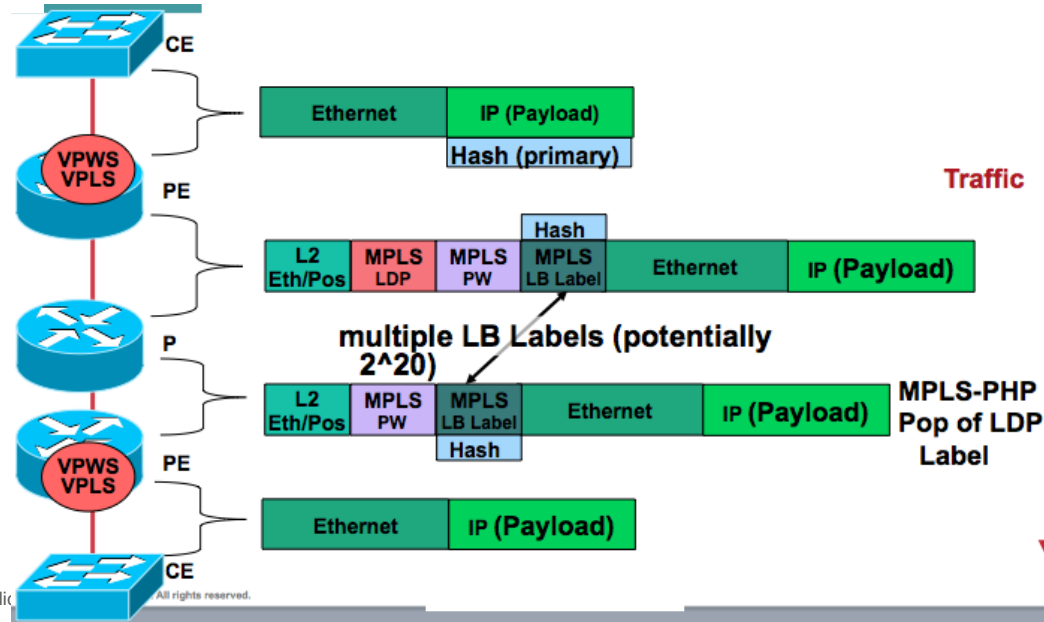 CE
Ethernet
IP (Payload)
Hash (primary)
VPWS
VPLS
PE
Traffic
Hash
L2
Eth/Pos
MPLS
LDP
MPLS
PW
MPLS
LB Label
Ethernet
IP (Payload)
multiple LB Labels (potentially
2^20)
P
L2
Eth/Pos
MPLS
PW
MPLS
LB Label
Ethernet
IP (Payload)
Hash
MPLS-PHP
Pop of LDP
Label
VPWS
VPLS
PE
Ethernet
IP (Payload)
CE
All rights reserved.